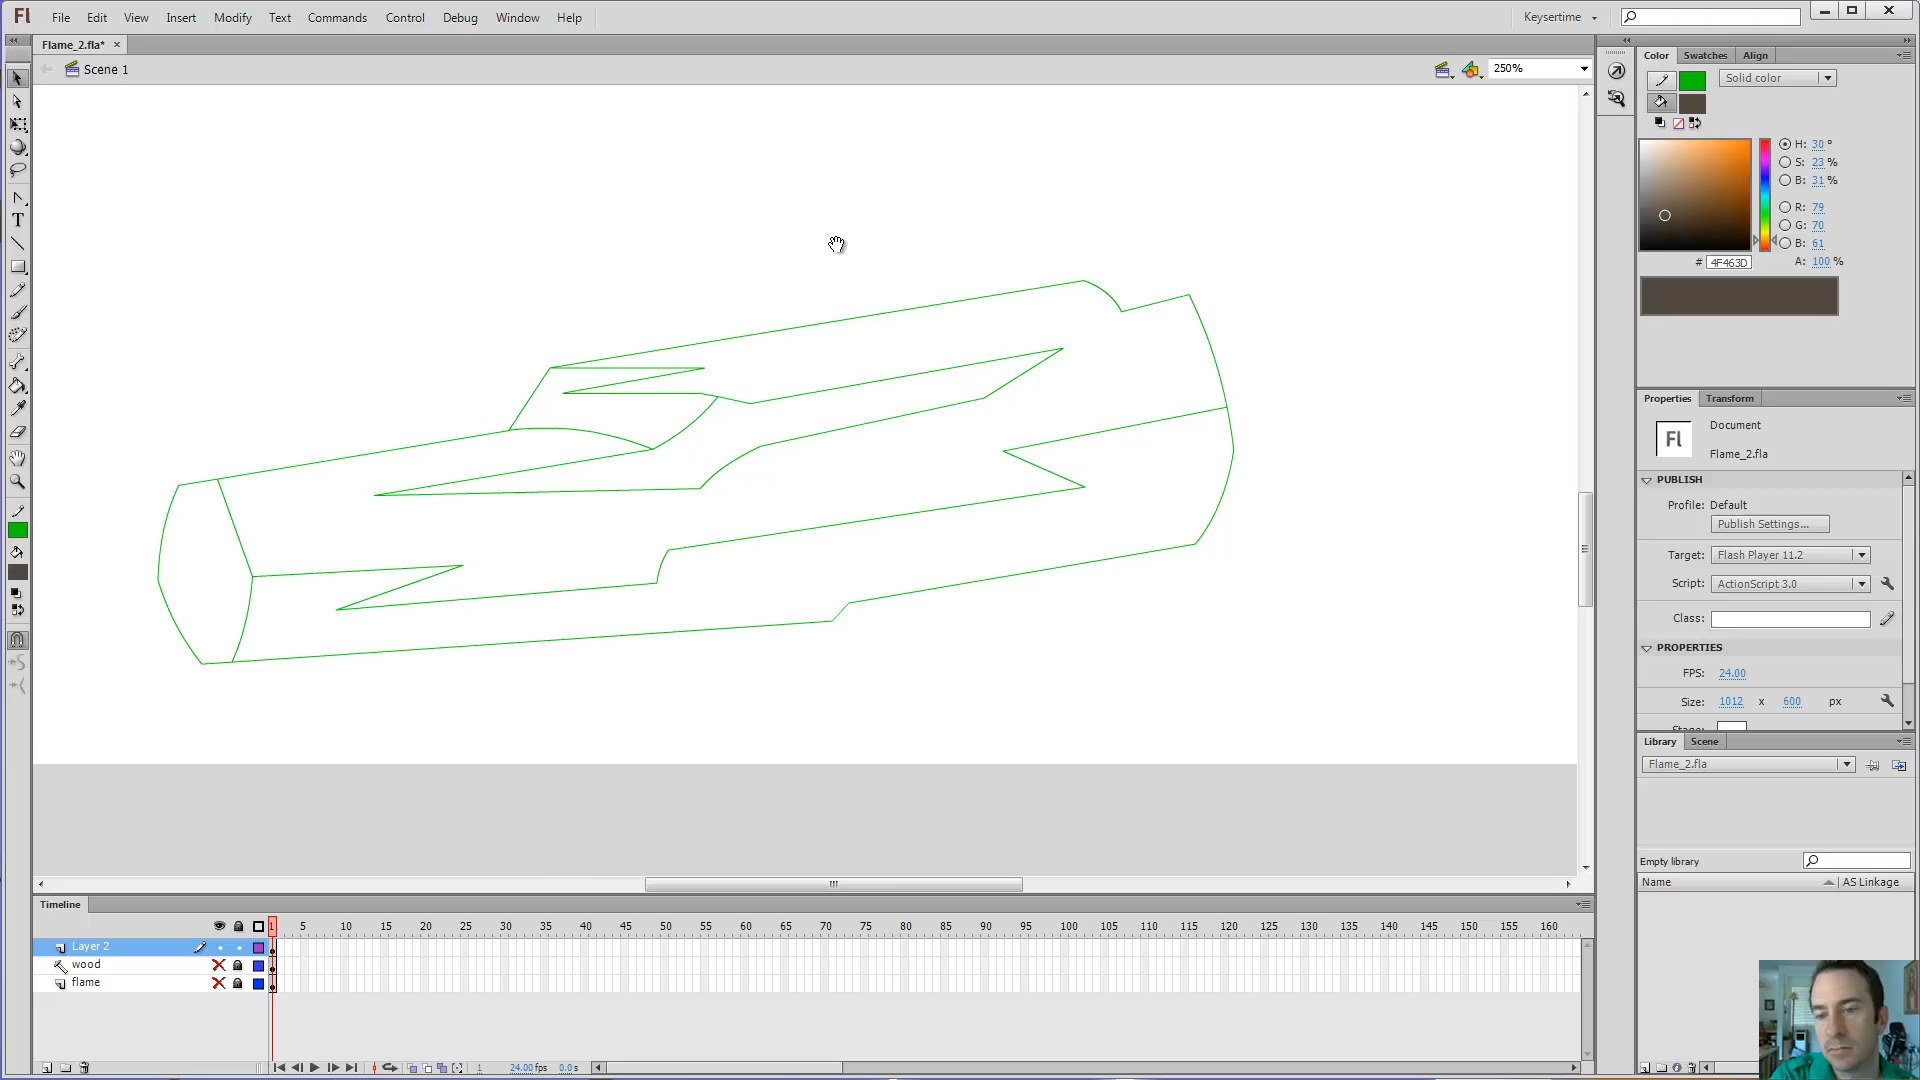 Fl File Edit View Insert Modify Text Commands Control Debug Window Help Keysertime
Flame_2.fla* ×
Scene 1 250%
Color Swatches Align
Solid color
H: 30 °
S: 23 %
B: 31 %
R: 79
G: 70
B: 61
# 4F463D A: 100 %
Properties Transform
Fl Document
Flame_2.fla
PUBLISH
Profile: Default
Publish Settings...
Target: Flash Player 11.2
Script: ActionScript 3.0
Class:
PROPERTIES
FPS: 24.00
Size: 1012 x 600 px
Stage:
Library Scene
Flame_2.fla
Empty library
Name AS Linkage
Timeline
1 5 10 15 20 25 30 35 40 45 50 55 60 65 70 75 80 85 90 95 100 105 110 115 120 125 130 135 140 145 150 155 160
Layer 2
wood
flame
1 24.00 fps 0.0 s